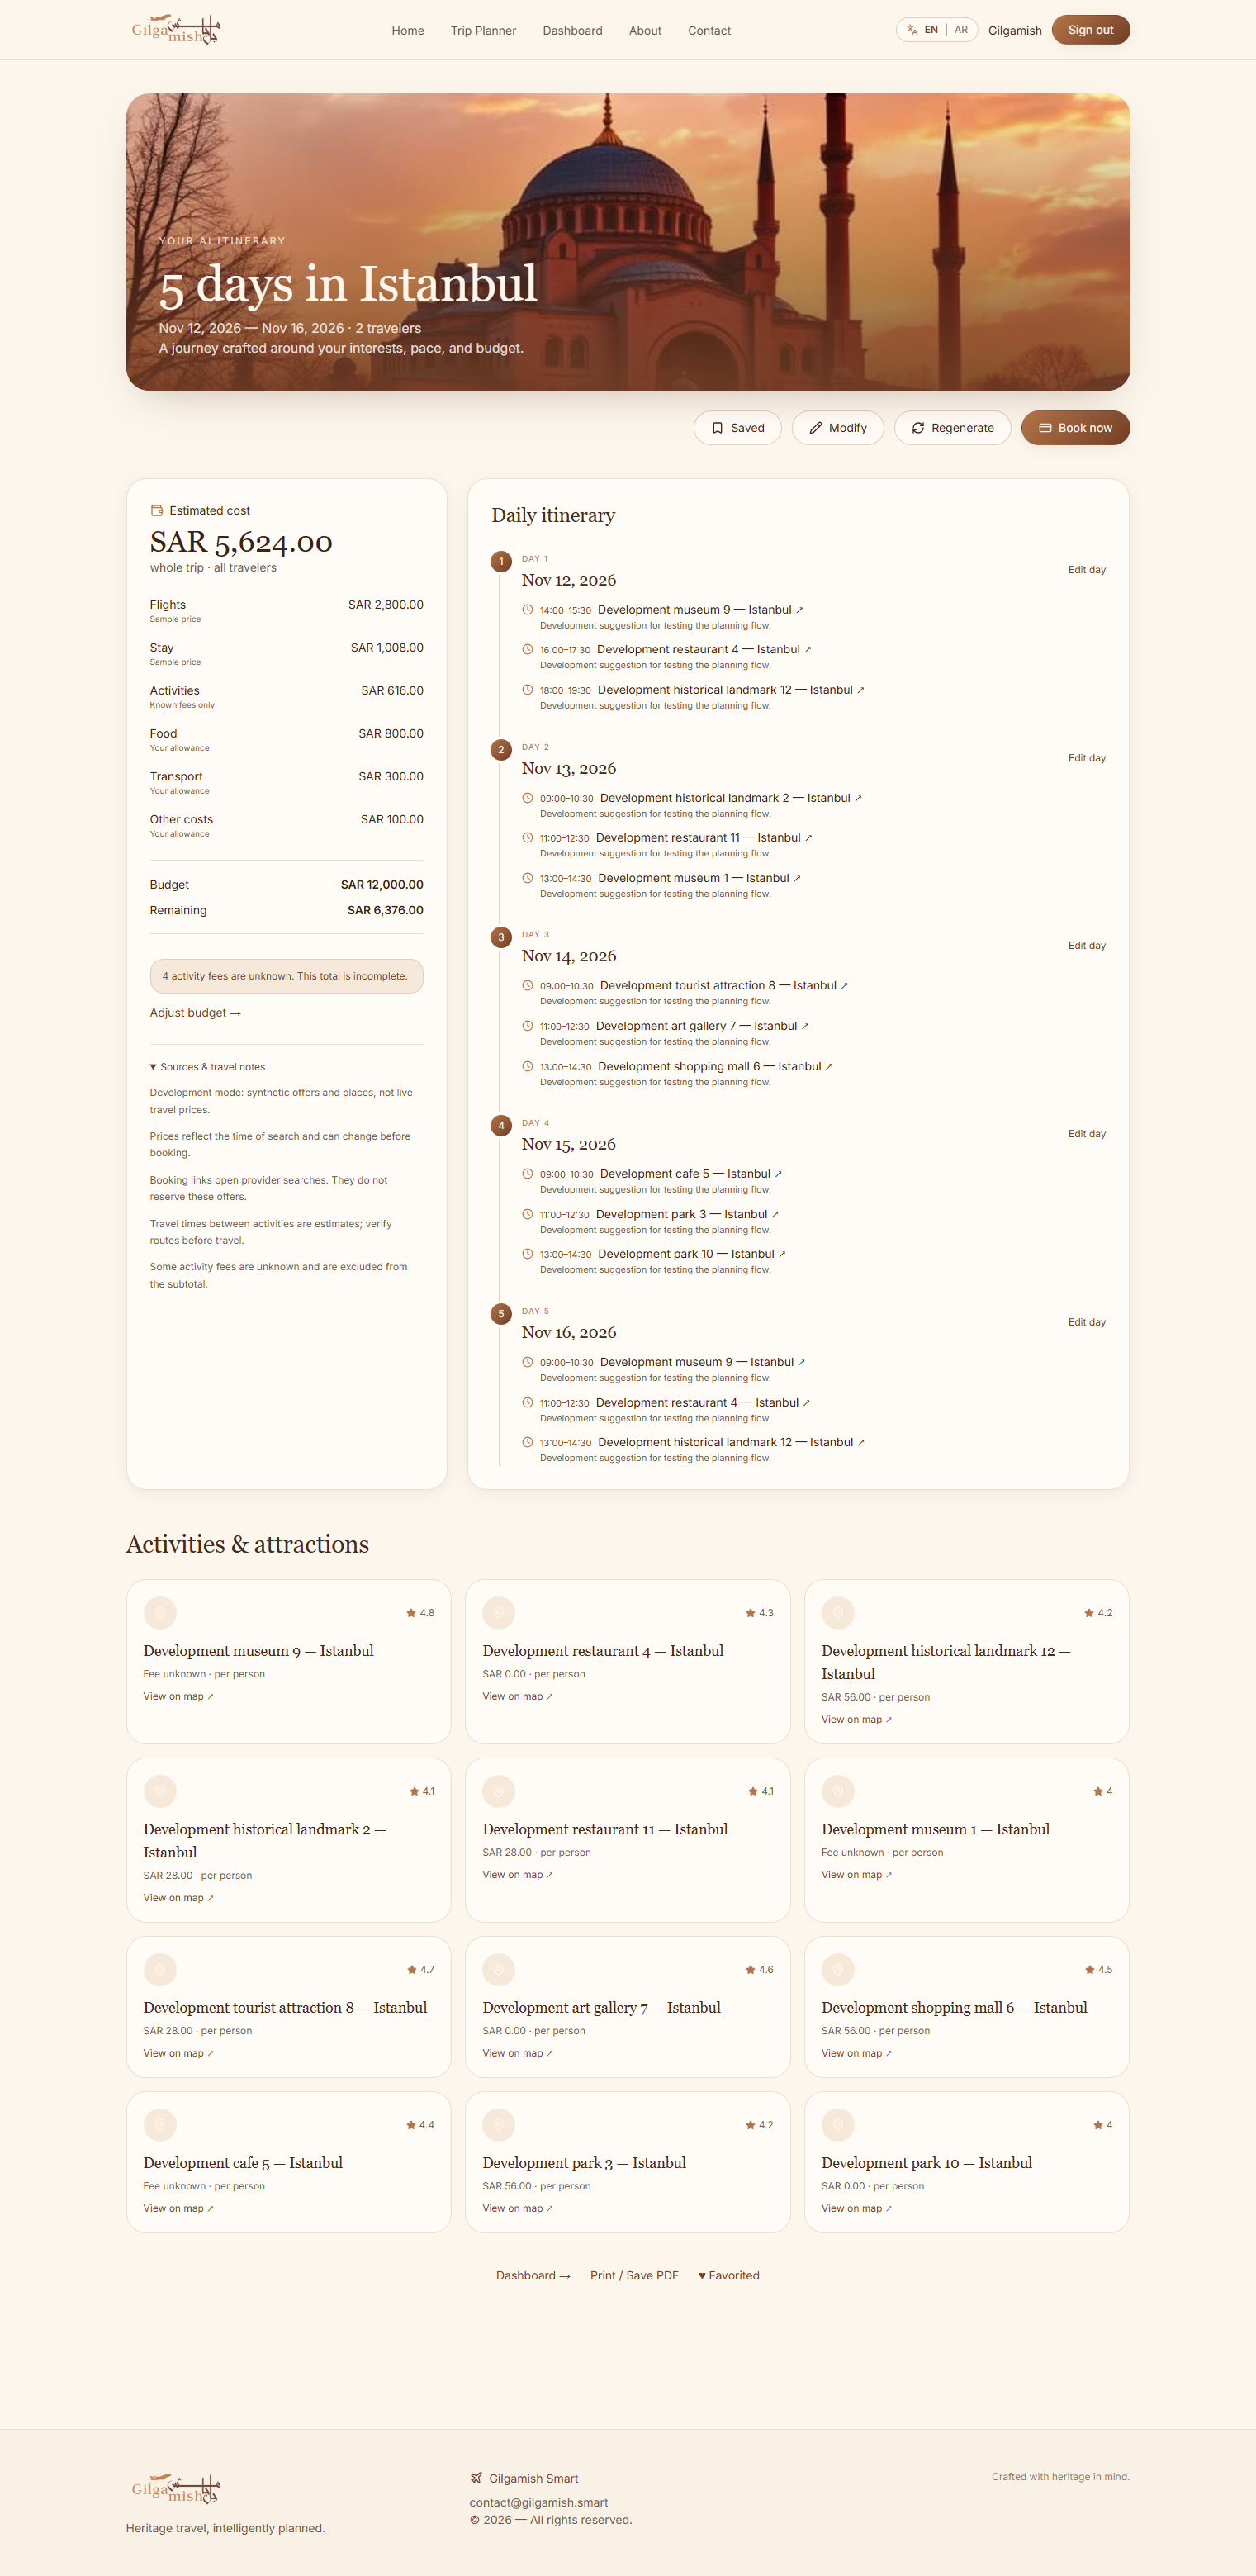 Gilgamish
Home
Trip Planner
Dashboard
About
Contact
EN | AR
Gilgamish
Sign out
YOUR AI ITINERARY
5 days in Istanbul
Nov 12, 2026 — Nov 16, 2026 · 2 travelers
A journey crafted around your interests, pace, and budget.
Saved
Modify
Regenerate
Book now
Estimated cost
SAR 5,624.00
whole trip · all travelers
Flights SAR 2,800.00
Sample price
Stay SAR 1,008.00
Sample price
Activities SAR 616.00
Known fees only
Food SAR 800.00
Your allowance
Transport SAR 300.00
Your allowance
Other costs SAR 100.00
Your allowance
Budget SAR 12,000.00
Remaining SAR 6,376.00
4 activity fees are unknown. This total is incomplete.
Adjust budget →
▼ Sources & travel notes
Development mode: synthetic offers and places, not live
travel prices.
Prices reflect the time of search and can change before
booking.
Booking links open provider searches. They do not
reserve these offers.
Travel times between activities are estimates; verify
routes before travel.
Some activity fees are unknown and are excluded from
the subtotal.
Daily itinerary
1 DAY 1
Nov 12, 2026
Edit day
14:00–15:30 Development museum 9 — Istanbul ↗
Development suggestion for testing the planning flow.
16:00–17:30 Development restaurant 4 — Istanbul ↗
Development suggestion for testing the planning flow.
18:00–19:30 Development historical landmark 12 — Istanbul ↗
Development suggestion for testing the planning flow.
2 DAY 2
Nov 13, 2026
Edit day
09:00–10:30 Development historical landmark 2 — Istanbul ↗
Development suggestion for testing the planning flow.
11:00–12:30 Development restaurant 11 — Istanbul ↗
Development suggestion for testing the planning flow.
13:00–14:30 Development museum 1 — Istanbul ↗
Development suggestion for testing the planning flow.
3 DAY 3
Nov 14, 2026
Edit day
09:00–10:30 Development tourist attraction 8 — Istanbul ↗
Development suggestion for testing the planning flow.
11:00–12:30 Development art gallery 7 — Istanbul ↗
Development suggestion for testing the planning flow.
13:00–14:30 Development shopping mall 6 — Istanbul ↗
Development suggestion for testing the planning flow.
4 DAY 4
Nov 15, 2026
Edit day
09:00–10:30 Development cafe 5 — Istanbul ↗
Development suggestion for testing the planning flow.
11:00–12:30 Development park 3 — Istanbul ↗
Development suggestion for testing the planning flow.
13:00–14:30 Development park 10 — Istanbul ↗
Development suggestion for testing the planning flow.
5 DAY 5
Nov 16, 2026
Edit day
09:00–10:30 Development museum 9 — Istanbul ↗
Development suggestion for testing the planning flow.
11:00–12:30 Development restaurant 4 — Istanbul ↗
Development suggestion for testing the planning flow.
13:00–14:30 Development historical landmark 12 — Istanbul ↗
Development suggestion for testing the planning flow.
Activities & attractions
★ 4.8
Development museum 9 — Istanbul
Fee unknown · per person
View on map ↗
★ 4.3
Development restaurant 4 — Istanbul
SAR 0.00 · per person
View on map ↗
★ 4.2
Development historical landmark 12 —
Istanbul
SAR 56.00 · per person
View on map ↗
★ 4.1
Development historical landmark 2 —
Istanbul
SAR 28.00 · per person
View on map ↗
★ 4.1
Development restaurant 11 — Istanbul
SAR 28.00 · per person
View on map ↗
★ 4
Development museum 1 — Istanbul
Fee unknown · per person
View on map ↗
★ 4.7
Development tourist attraction 8 — Istanbul
SAR 28.00 · per person
View on map ↗
★ 4.6
Development art gallery 7 — Istanbul
SAR 0.00 · per person
View on map ↗
★ 4.5
Development shopping mall 6 — Istanbul
SAR 56.00 · per person
View on map ↗
★ 4.4
Development cafe 5 — Istanbul
Fee unknown · per person
View on map ↗
★ 4.2
Development park 3 — Istanbul
SAR 56.00 · per person
View on map ↗
★ 4
Development park 10 — Istanbul
SAR 0.00 · per person
View on map ↗
Dashboard →
Print / Save PDF
♥ Favorited
Gilgamish
Heritage travel, intelligently planned.
Gilgamish Smart
contact@gilgamish.smart
© 2026 — All rights reserved.
Crafted with heritage in mind.